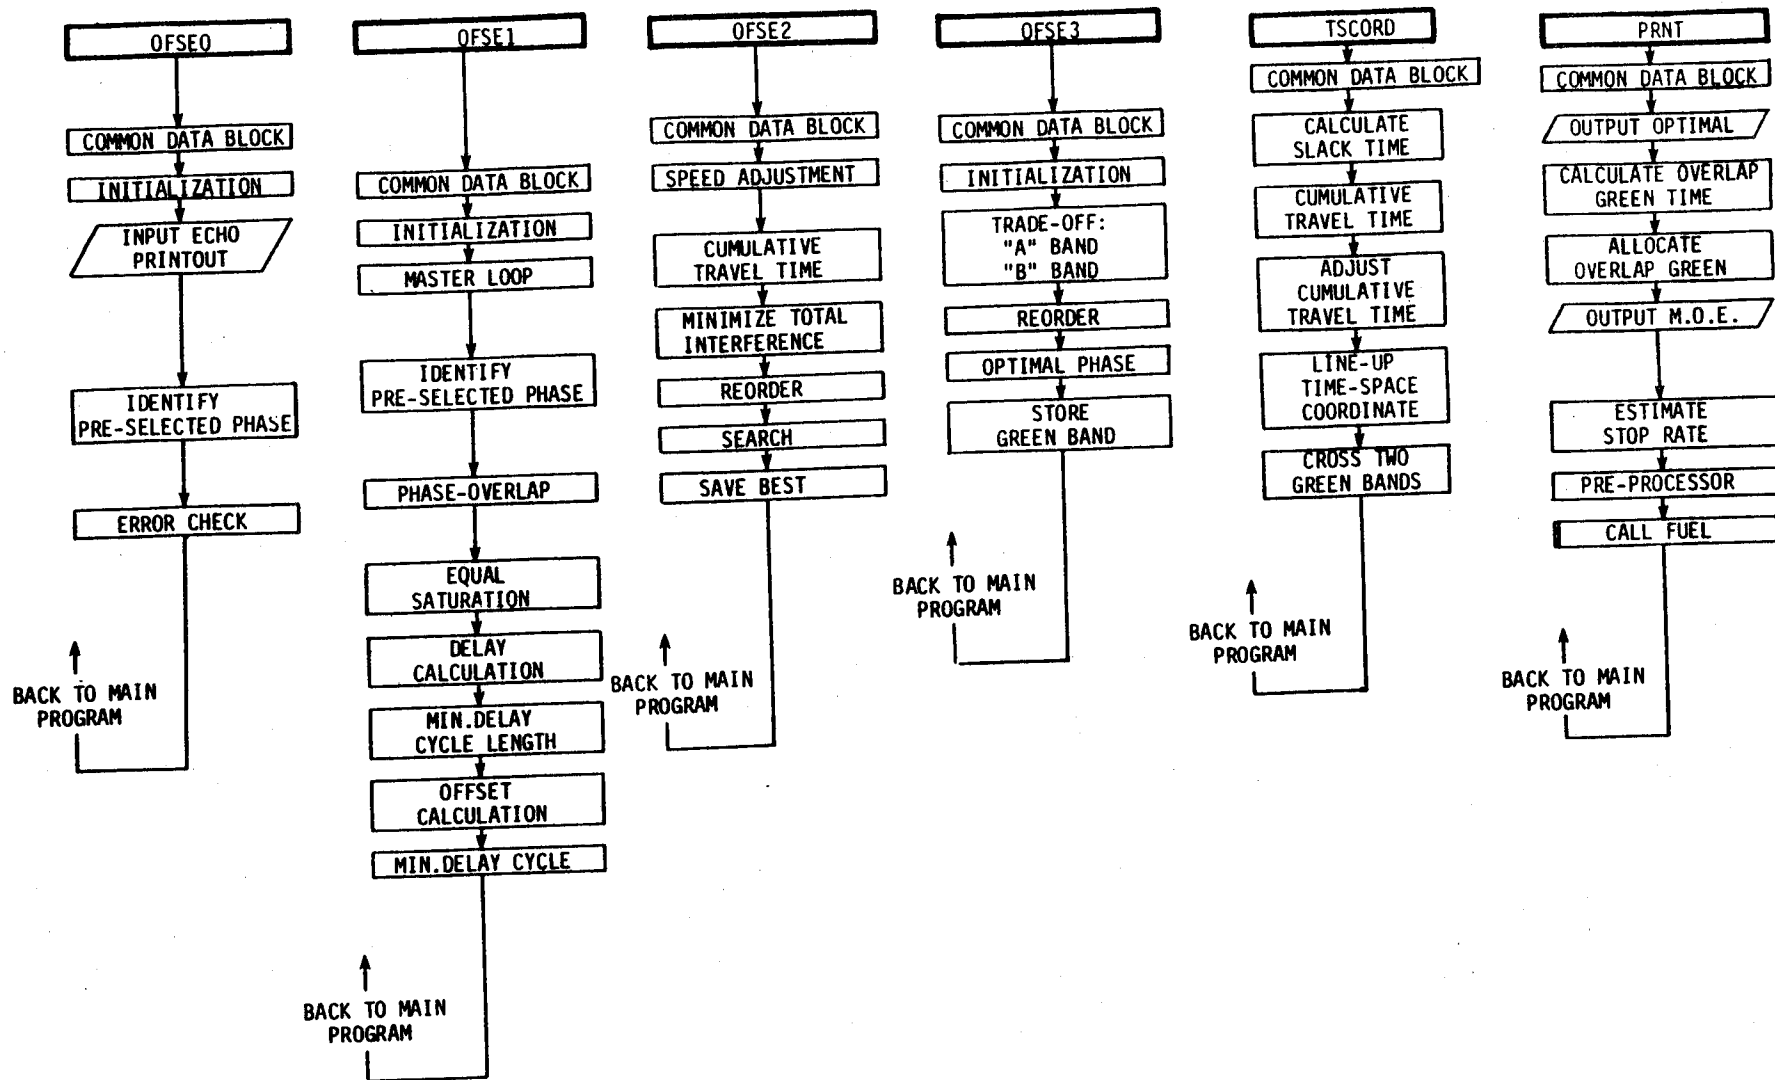 OFSE0
COMMON DATA BLOCK
INITIALIZATION
INPUT ECHO
PRINTOUT
IDENTIFY
PRE-SELECTED PHASE
ERROR CHECK
BACK TO MAIN
PROGRAM
OFSE1
COMMON DATA BLOCK
INITIALIZATION
MASTER LOOP
IDENTIFY
PRE-SELECTED PHASE
PHASE-OVERLAP
EQUAL
SATURATION
DELAY
CALCULATION
MIN.DELAY
CYCLE LENGTH
OFFSET
CALCULATION
MIN.DELAY CYCLE
BACK TO MAIN
PROGRAM
OFSE2
COMMON DATA BLOCK
SPEED ADJUSTMENT
CUMULATIVE
TRAVEL TIME
MINIMIZE TOTAL
INTERFERENCE
REORDER
SEARCH
SAVE BEST
BACK TO MAIN
PROGRAM
OFSE3
COMMON DATA BLOCK
INITIALIZATION
TRADE-OFF:
"A" BAND
"B" BAND
REORDER
OPTIMAL PHASE
STORE
GREEN BAND
BACK TO MAIN
PROGRAM
TSCORD
COMMON DATA BLOCK
CALCULATE
SLACK TIME
CUMULATIVE
TRAVEL TIME
ADJUST
CUMULATIVE
TRAVEL TIME
LINE-UP
TIME-SPACE
COORDINATE
CROSS TWO
GREEN BANDS
BACK TO MAIN
PROGRAM
PRNT
COMMON DATA BLOCK
OUTPUT OPTIMAL
CALCULATE OVERLAP
GREEN TIME
ALLOCATE
OVERLAP GREEN
OUTPUT M.O.E.
ESTIMATE
STOP RATE
PRE-PROCESSOR
CALL FUEL
BACK TO MAIN
PROGRAM